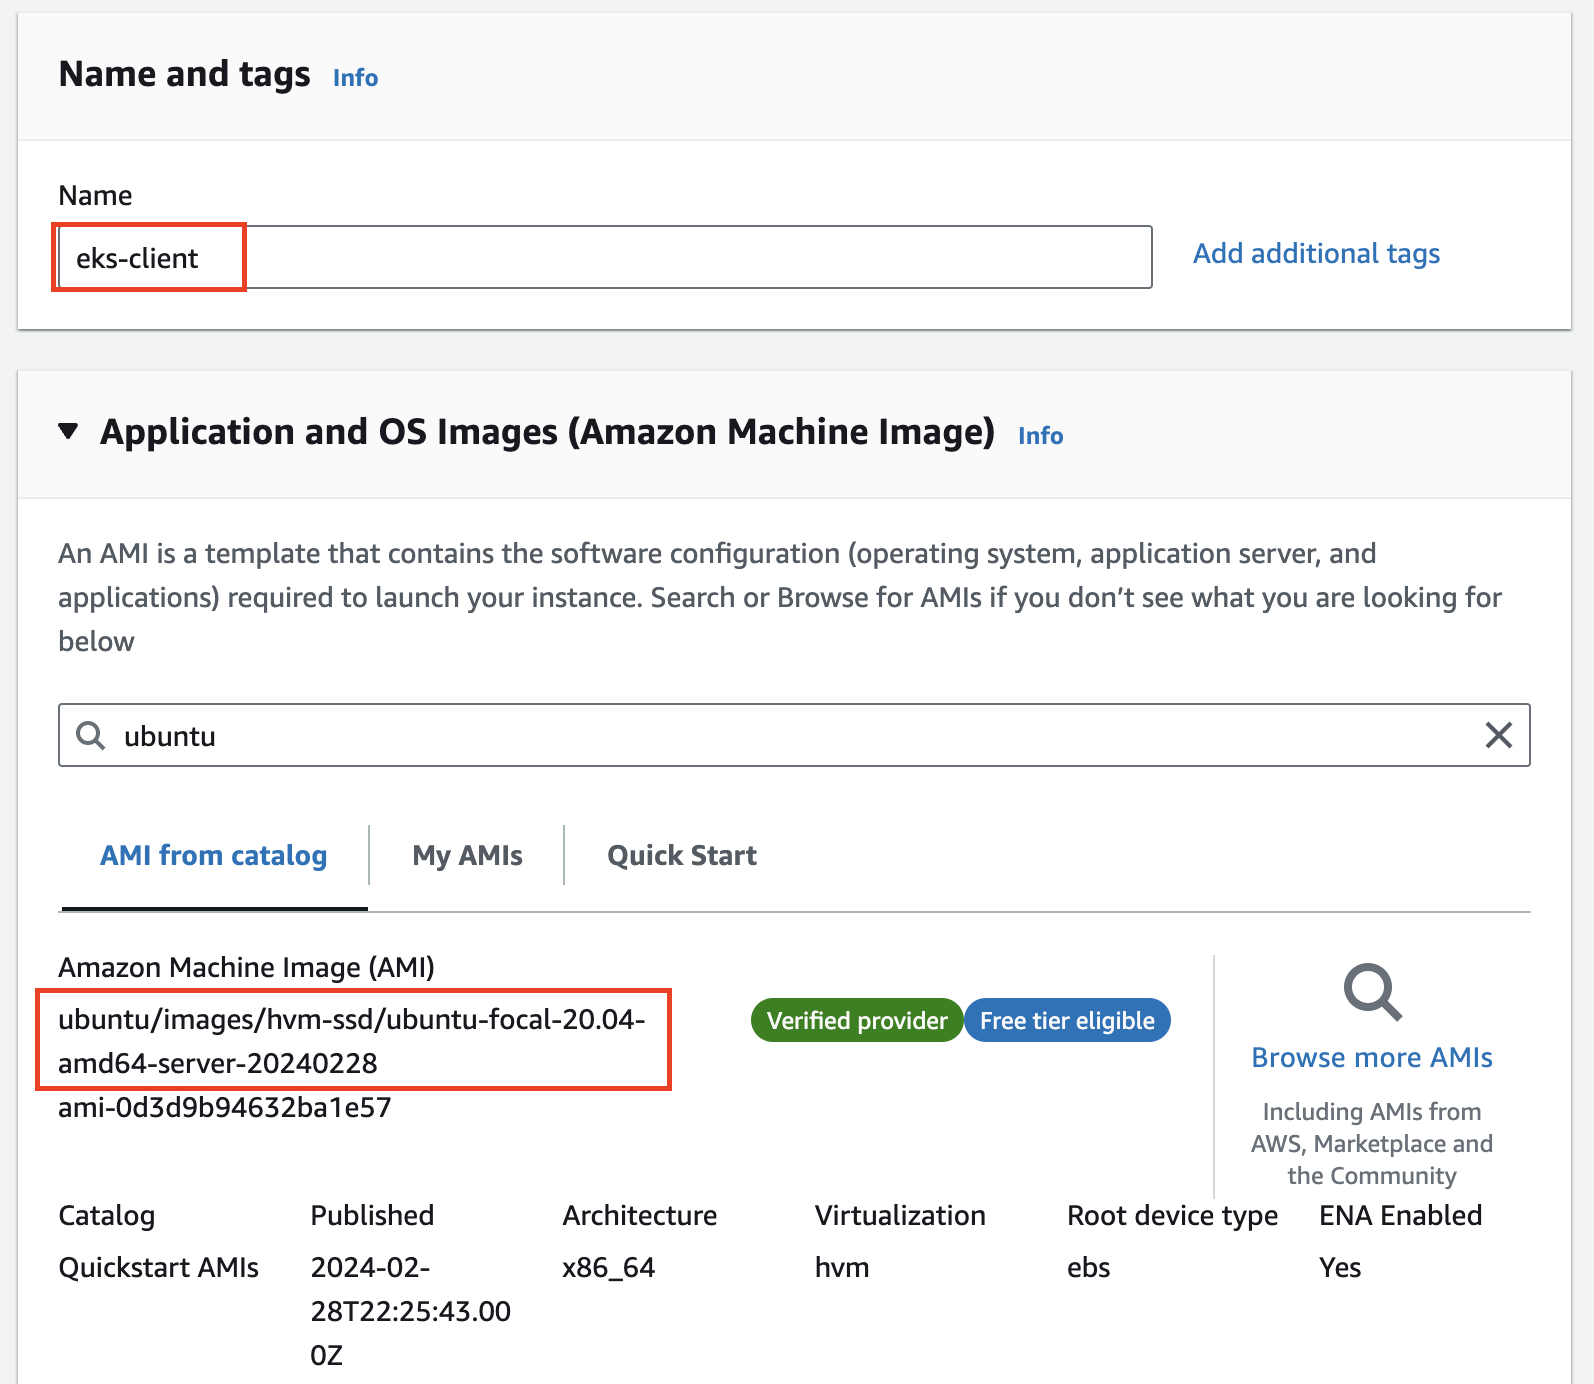 Name and tags Info
Name
eks-client
Add additional tags
Application and OS Images (Amazon Machine Image) Info
An AMI is a template that contains the software configuration (operating system, application server, and
applications) required to launch your instance. Search or Browse for AMIs if you don’t see what you are looking for
below
ubuntu
AMI from catalog
My AMIs
Quick Start
Amazon Machine Image (AMI)
ubuntu/images/hvm-ssd/ubuntu-focal-20.04-
amd64-server-20240228
ami-0d3d9b94632ba1e57
Verified provider
Free tier eligible
Browse more AMIs
Including AMIs from
AWS, Marketplace and
the Community
Catalog
Quickstart AMIs
Published
2024-02-
28T22:25:43.00
0Z
Architecture
x86_64
Virtualization
hvm
Root device type
ebs
ENA Enabled
Yes